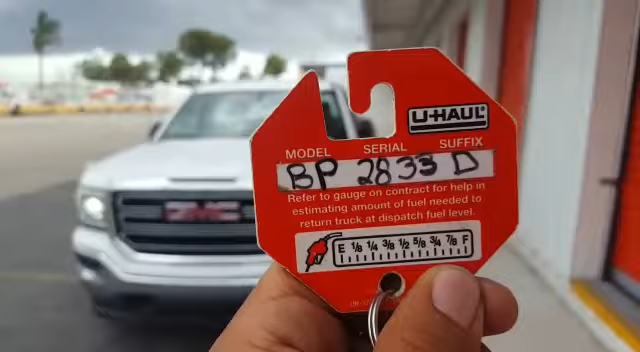 U-HAUL
MODEL SERIAL SUFFIX
BP 2833 D
Refer to gauge on contract for help in
estimating amount of fuel needed to
return truck at dispatch fuel level.
E 1/8 1/4 3/8 1/2 5/8 3/4 7/8 F
GMC